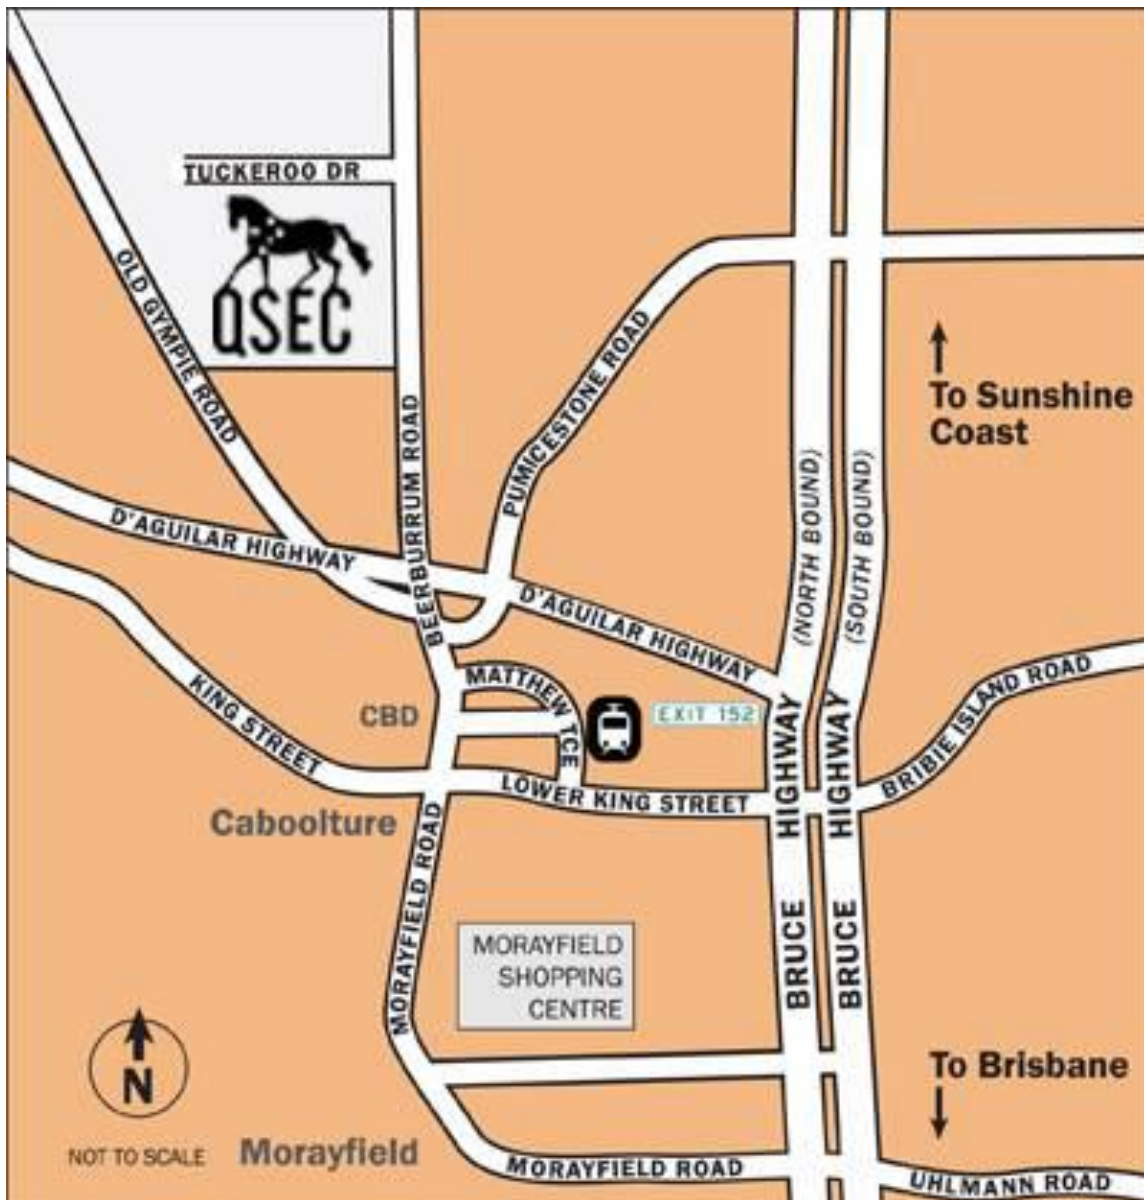 TUCKEROO DR
QSEC
OLD GYMPIE ROAD
BEERBURRUM ROAD
PUMICESTONE ROAD
To Sunshine
Coast
(NORTH BOUND)
(SOUTH BOUND)
D'AGUILAR HIGHWAY
D'AGUILAR HIGHWAY
MATTHEW TCE
CBD
EXIT 152
KING STREET
LOWER KING STREET
BRIBIE ISLAND ROAD
Caboolture
BRUCE HIGHWAY
BRUCE HIGHWAY
MORAYFIELD ROAD
MORAYFIELD
SHOPPING
CENTRE
N
NOT TO SCALE
To Brisbane
Morayfield
MORAYFIELD ROAD
UHLMANN ROAD